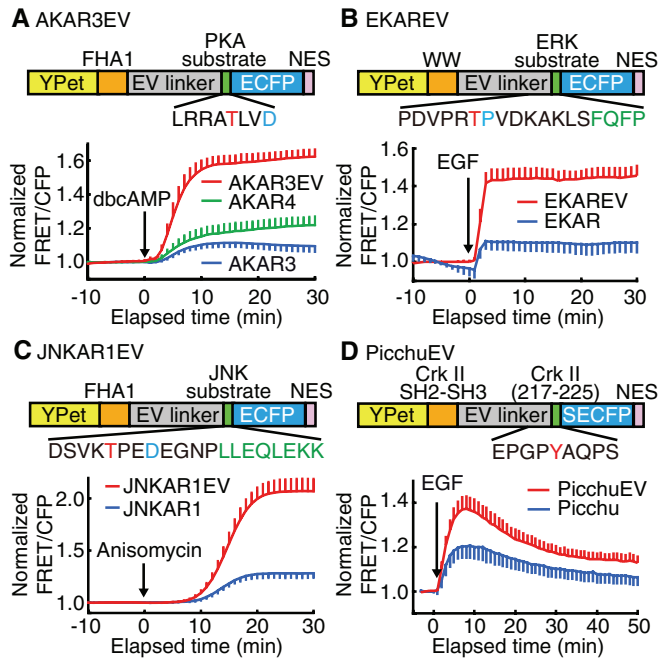 A AKAR3EV
PKA
FHA1 substrate NES
YPet EV linker ECFP
LRRATLVD
Normalized FRET/CFP
1.6
1.4
1.2
1.0
dbcAMP
AKAR3EV
AKAR4
AKAR3
-10 0 10 20 30
Elapsed time (min)
B EKAREV
ERK
WW substrate NES
YPet EV linker ECFP
PDVPRTPVDKAKLSFQFP
Normalized FRET/CFP
1.6
1.4
1.2
1.0
EGF
EKAREV
EKAR
-10 0 10 20 30
Elapsed time (min)
C JNKAR1EV
JNK
FHA1 substrate NES
YPet EV linker ECFP
DSVKTPEDEGNPLLEQLEKK
Normalized FRET/CFP
2.0
1.5
1.0
JNKAR1EV
JNKAR1
Anisomycin
-10 0 10 20 30
Elapsed time (min)
D PicchuEV
Crk II Crk II
SH2-SH3 (217-225) NES
YPet EV linker SECFP
EPGPYAQPS
Normalized FRET/CFP
1.4
1.2
1.0
EGF
PicchuEV
Picchu
0 10 20 30 40 50
Elapsed time (min)